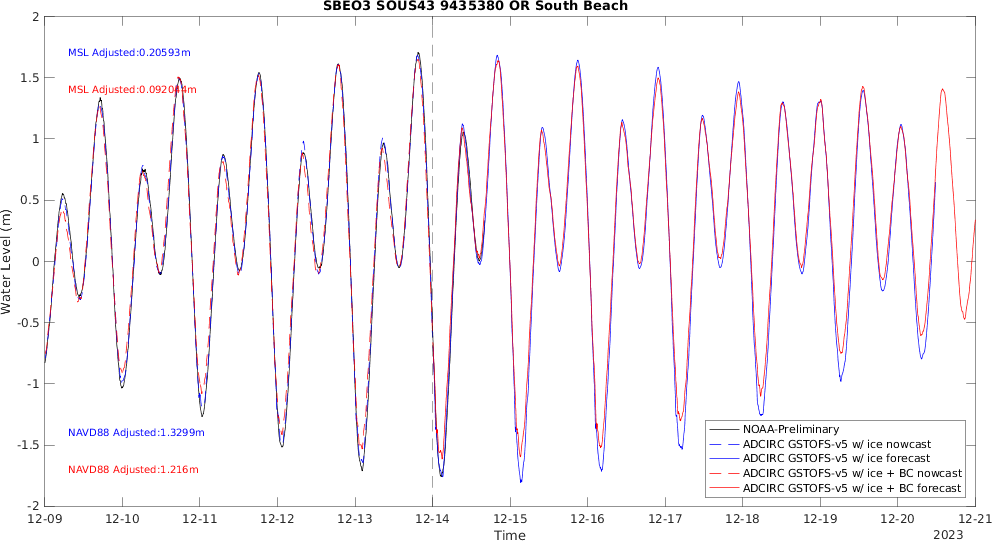 SBEO3 SOUS43 9435380 OR South Beach
MSL Adjusted:0.20593m
MSL Adjusted:0.092044m
NAVD88 Adjusted:1.3299m
NAVD88 Adjusted:1.216m
Water Level (m)
2
1.5
1
0.5
0
-0.5
-1
-1.5
-2
NOAA-Preliminary
ADCIRC GSTOFS-v5 w/ ice nowcast
ADCIRC GSTOFS-v5 w/ ice forecast
ADCIRC GSTOFS-v5 w/ ice + BC nowcast
ADCIRC GSTOFS-v5 w/ ice + BC forecast
12-09 12-10 12-11 12-12 12-13 12-14 12-15 12-16 12-17 12-18 12-19 12-20 12-21
Time
2023